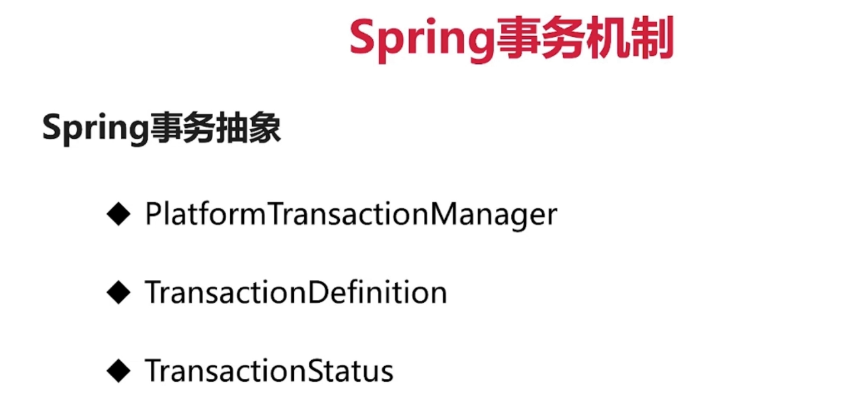 Spring事务机制
Spring事务抽象
◆ PlatformTransactionManager
◆ TransactionDefinition
◆ TransactionStatus